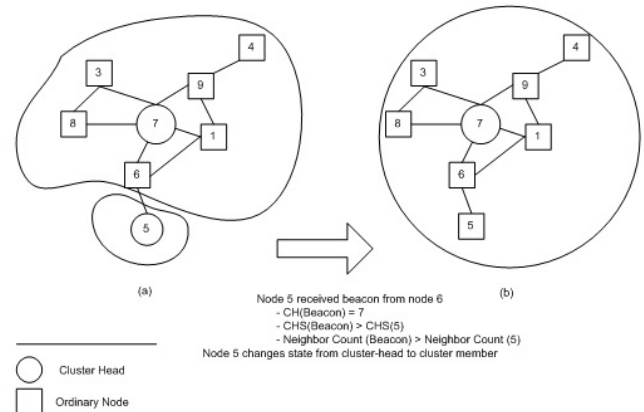 4
3
9
8
7
1
6
5
(a)
4
3
9
8
7
1
6
5
(b)
Node 5 received beacon from node 6
- CH(Beacon) = 7
- CHS(Beacon) > CHS(5)
- Neighbor Count (Beacon) > Neighbor Count (5)
Node 5 changes state from cluster-head to cluster member
Cluster Head
Ordinary Node